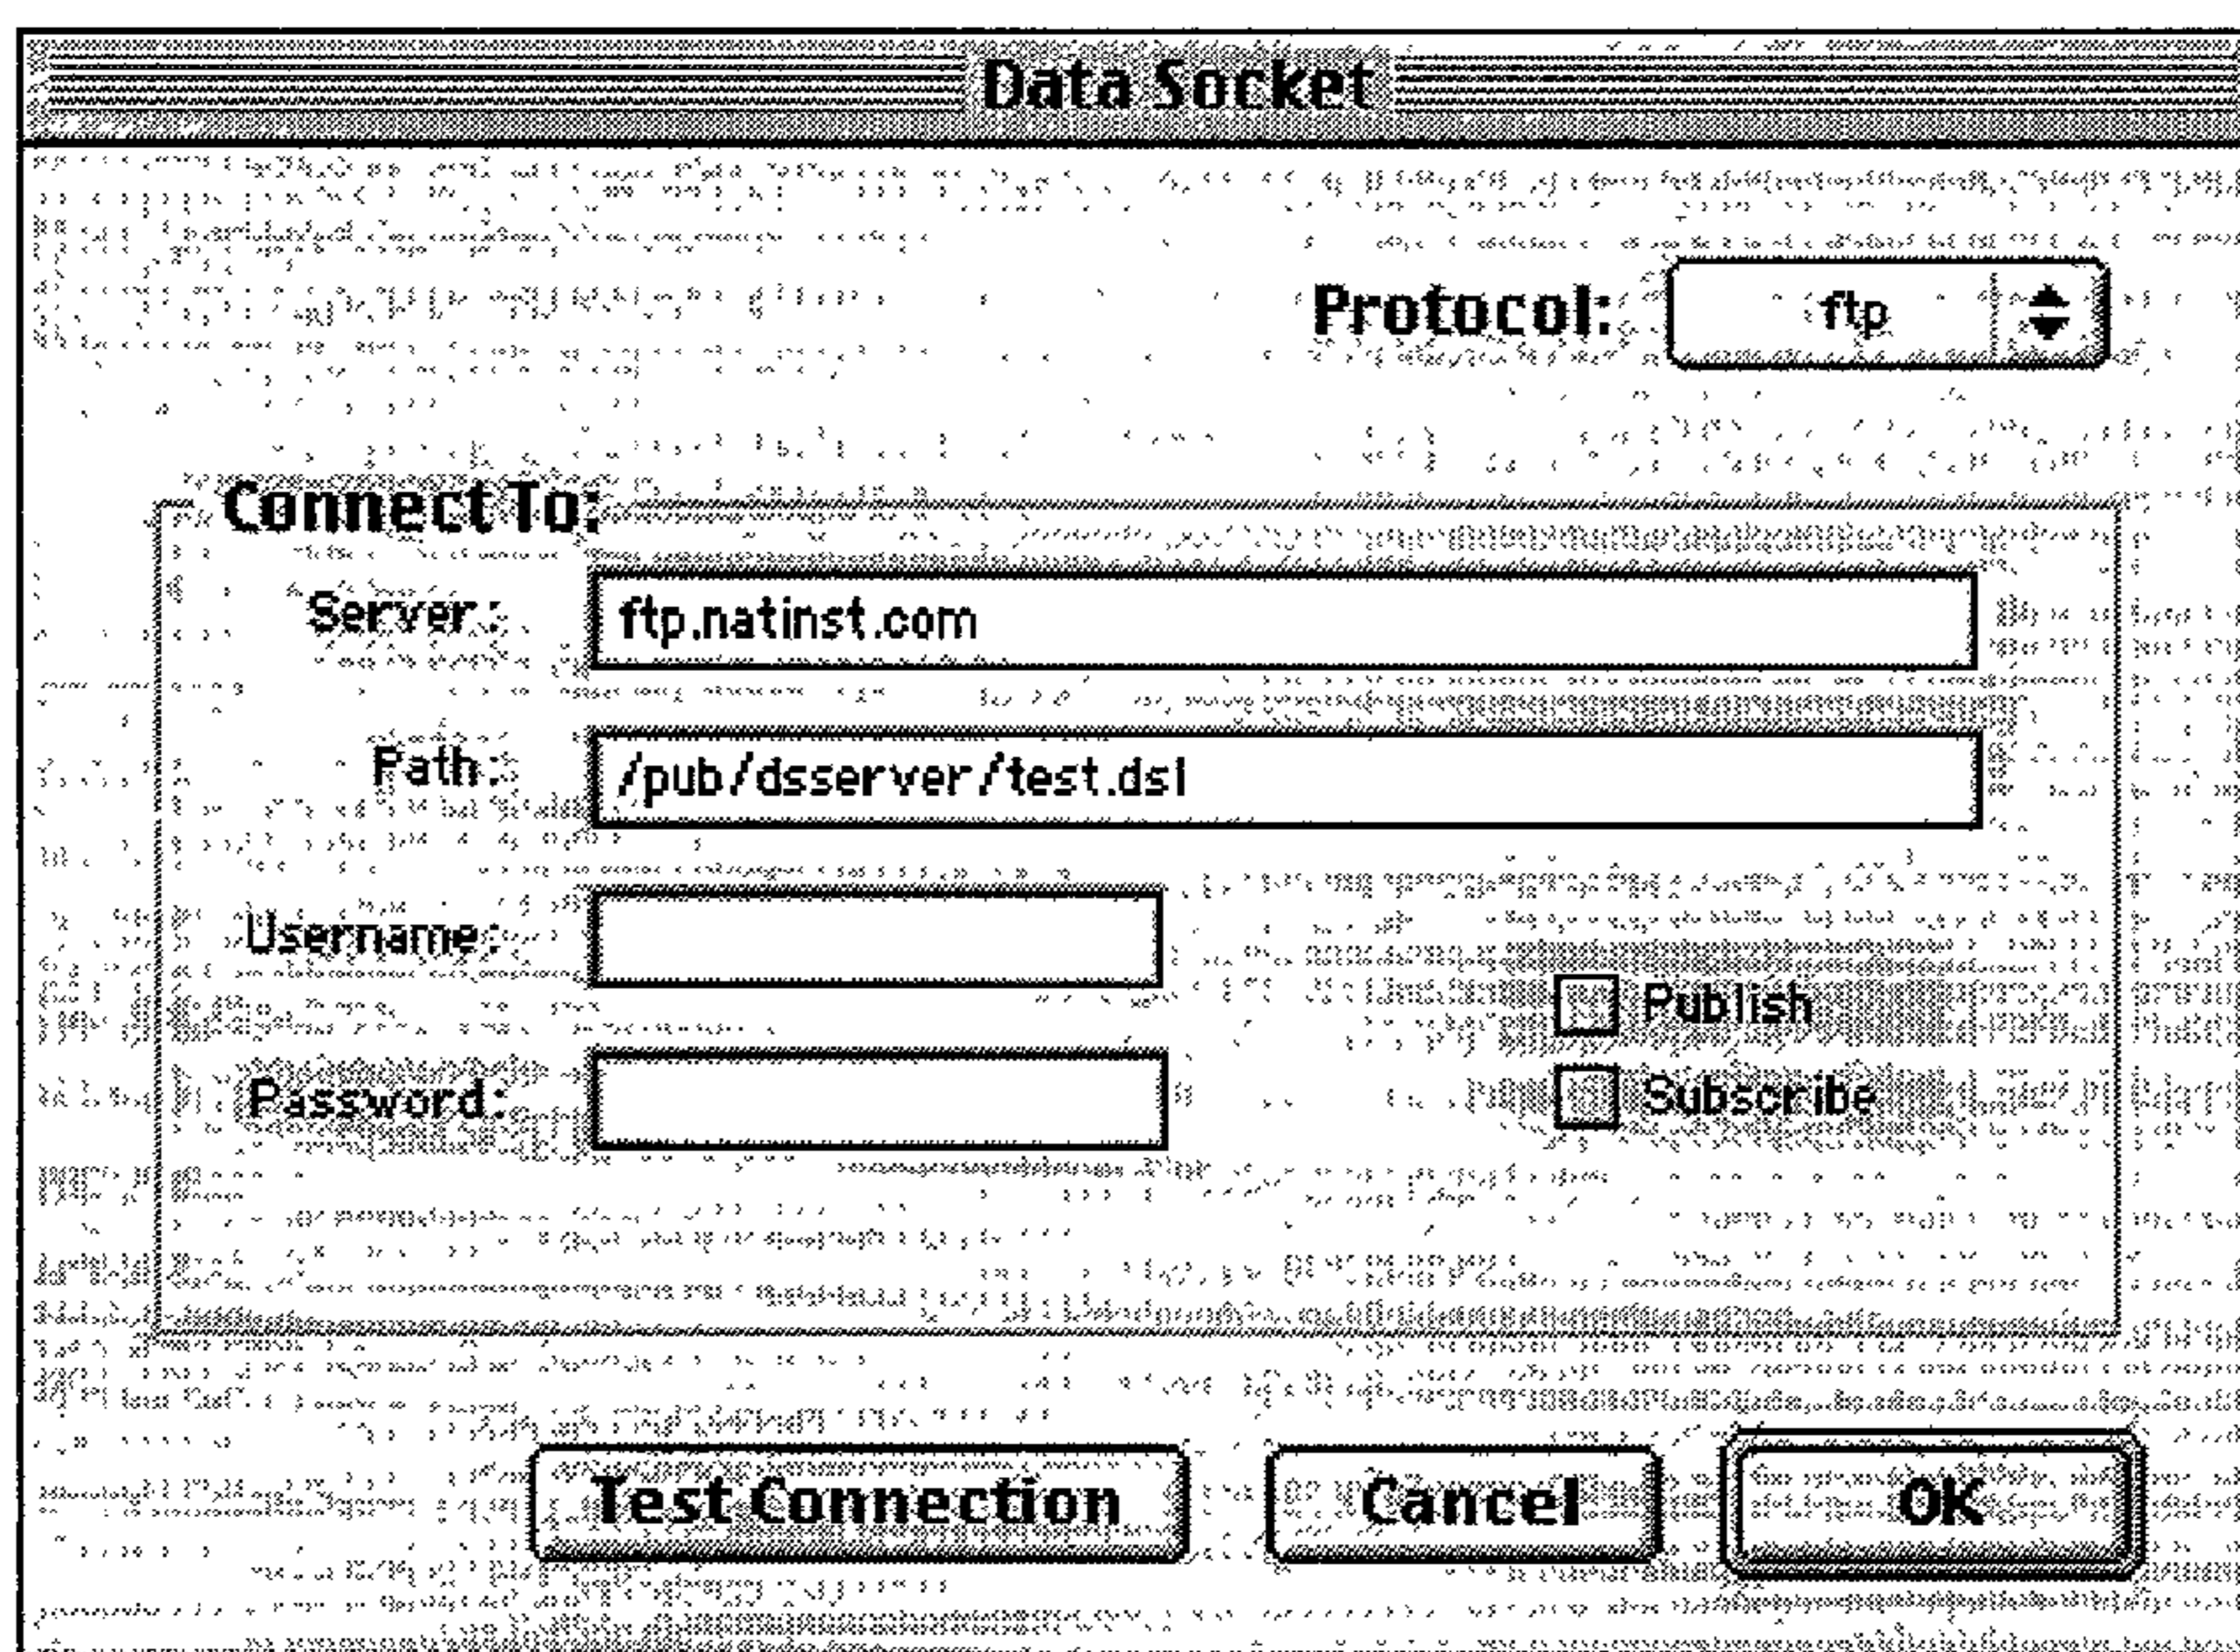 Data Socket
Protocol: ftp
Connect To:
Server: ftp.natinst.com
Path: /pub/dsserver/test.dsl
Username:
Publish
Password:
Subscribe
Test Connection Cancel OK